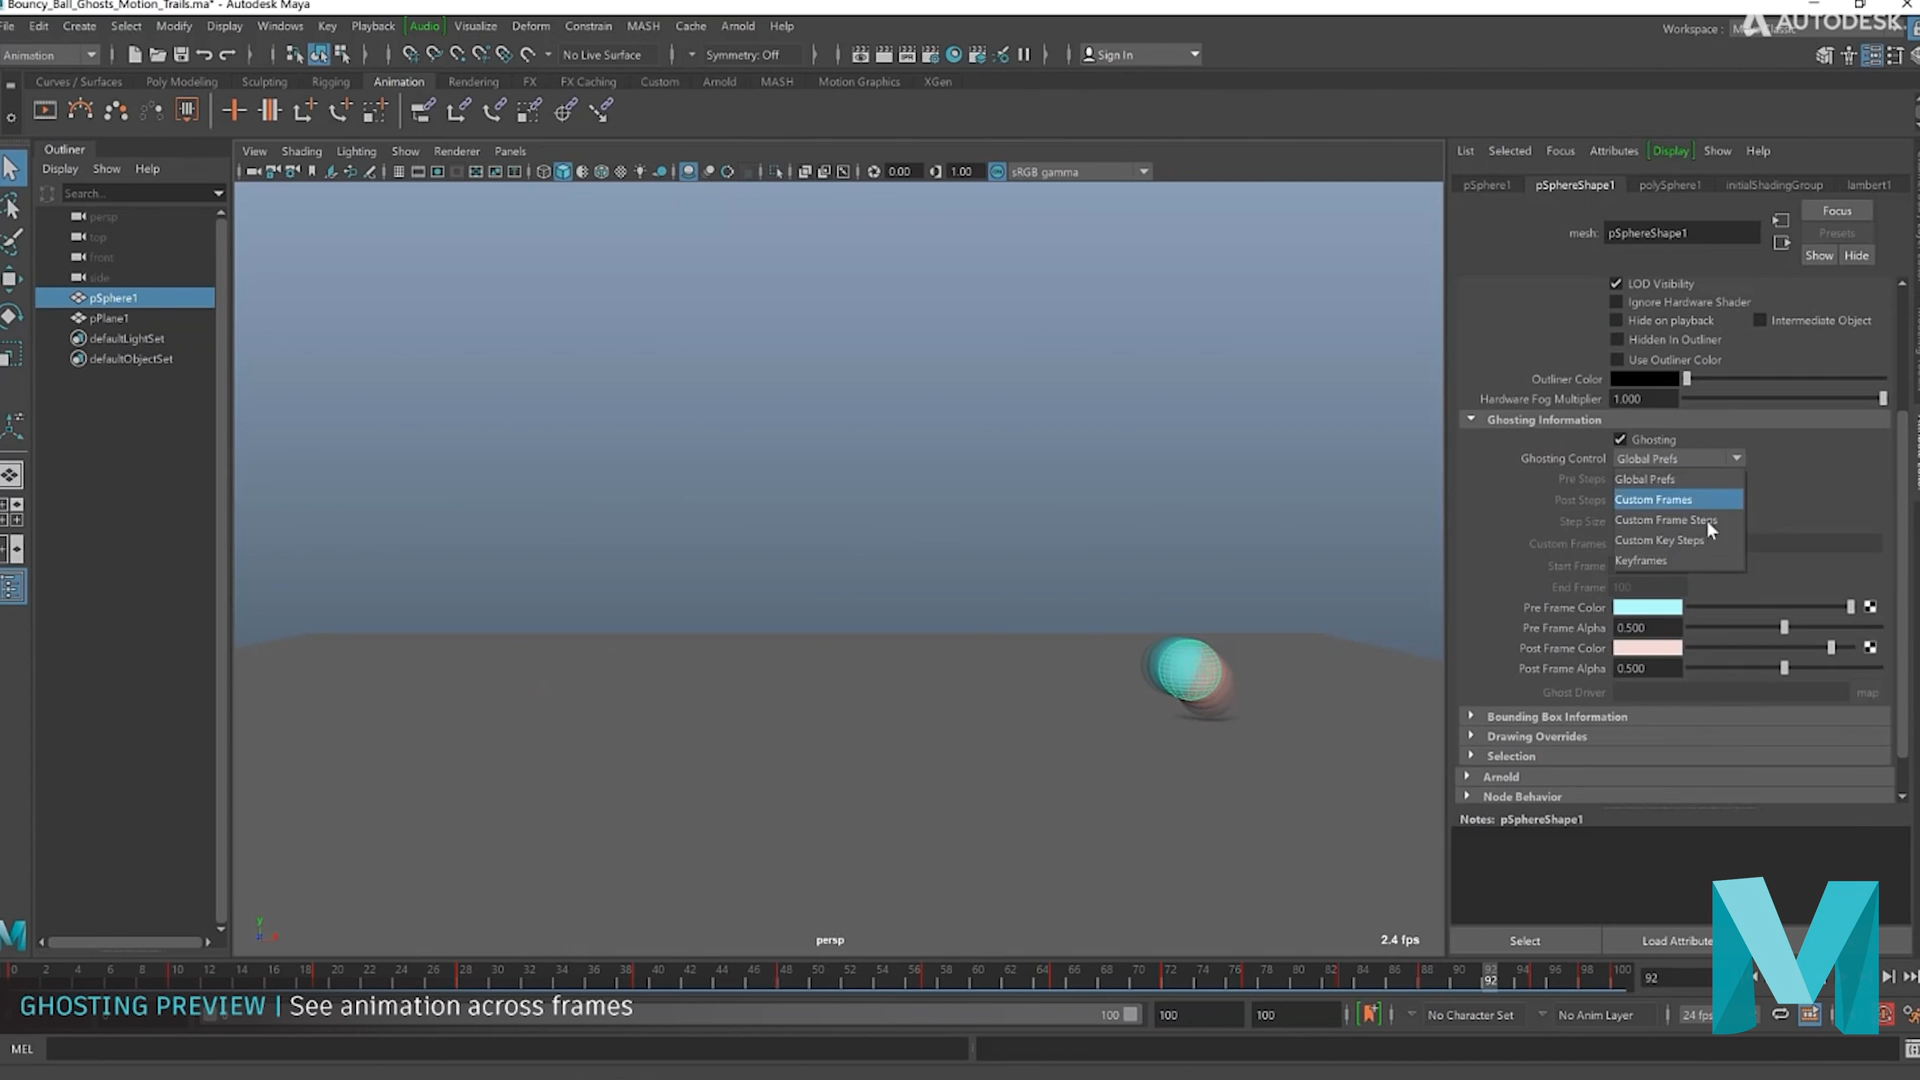 Bouncy_Ball_Ghosts_Motion_Trails.ma* - Autodesk Maya
File Edit Create Select Modify Display Windows Key Playback Audio Visualize Deform Constrain MASH Cache Arnold Help
Workspace :
AUTODESK.
Animation No Live Surface Symmetry: Off Sign In
Curves / Surfaces Poly Modeling Sculpting Rigging Animation Rendering FX FX Caching Custom Arnold MASH Motion Graphics XGen
Outliner
Display Show Help
Search...
persp
top
front
side
pSphere1
pPlane1
defaultLightSet
defaultObjectSet
View Shading Lighting Show Renderer Panels
0.00 1.00 sRGB gamma
persp
2.4 fps
List Selected Focus Attributes Display Show Help
pSphere1 pSphereShape1 polySphere1 initialShadingGroup lambert1
mesh: pSphereShape1
Focus
Presets
Show Hide
LOD Visibility
Ignore Hardware Shader
Hide on playback Intermediate Object
Hidden In Outliner
Use Outliner Color
Outliner Color
Hardware Fog Multiplier 1.000
Ghosting Information
Ghosting
Ghosting Control Global Prefs
Pre Steps Global Prefs
Post Steps Custom Frames
Step Size Custom Frame Steps
Custom Frames Custom Key Steps
Start Frame Keyframes
End Frame 100
Pre Frame Color
Pre Frame Alpha 0.500
Post Frame Color
Post Frame Alpha 0.500
Ghost Driver map
Bounding Box Information
Drawing Overrides
Selection
Arnold
Node Behavior
Notes: pSphereShape1
Select Load Attribute
0 2 4 6 8 10 12 14 16 18 20 22 24 26 28 30 32 34 36 38 40 42 44 46 48 50 52 54 56 58 60 62 64 66 68 70 72 74 76 78 80 82 84 86 88 90 92 94 96 98 100 92
92
GHOSTING PREVIEW | See animation across frames
100 100 100 No Character Set No Anim Layer 24 fps
MEL